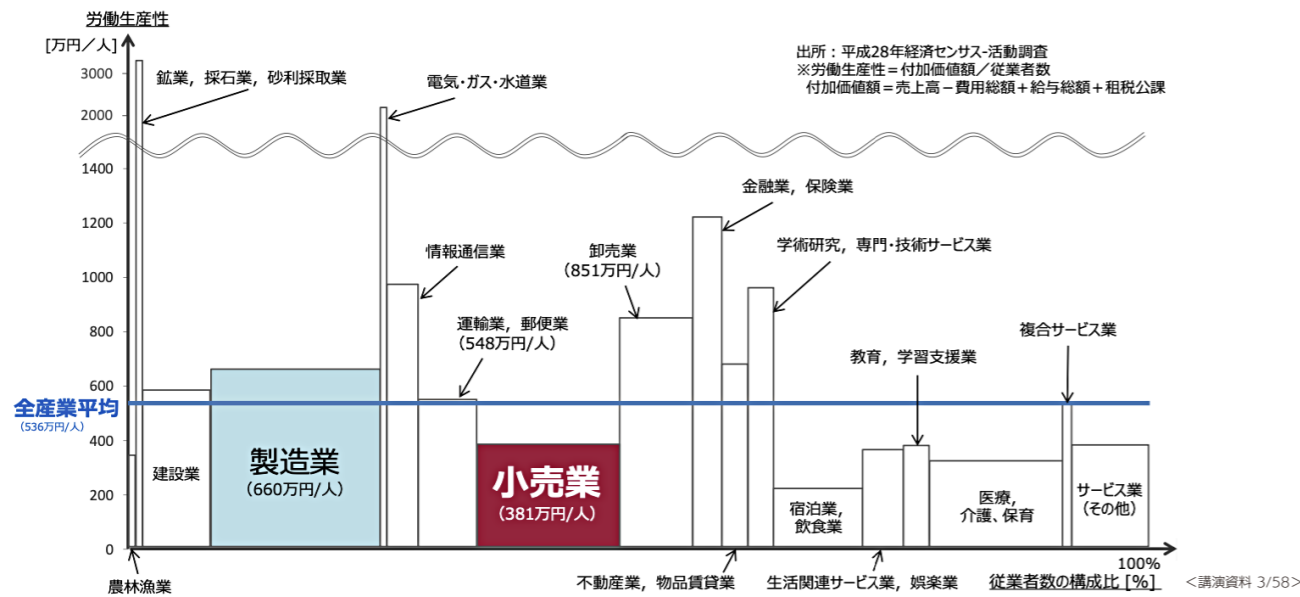 労働生産性
[万円／人]
出所：平成28年経済センサス-活動調査
※労働生産性＝付加価値額／従業者数
付加価値額＝売上高－費用総額＋給与総額＋租税公課
3000
2000
1400
1200
1000
800
600
400
200
0
鉱業，採石業，砂利採取業
電気・ガス・水道業
金融業，保険業
情報通信業
卸売業
（851万円/人）
学術研究，専門・技術サービス業
運輸業，郵便業
（548万円/人）
複合サービス業
教育，学習支援業
全産業平均
（536万円/人）
建設業
製造業
（660万円/人）
小売業
（381万円/人）
宿泊業，
飲食業
医療，
介護、保育
サービス業
（その他）
農林漁業
不動産業，物品賃貸業
生活関連サービス業，娯楽業
100%
従業者数の構成比 [%]
＜講演資料 3/58＞